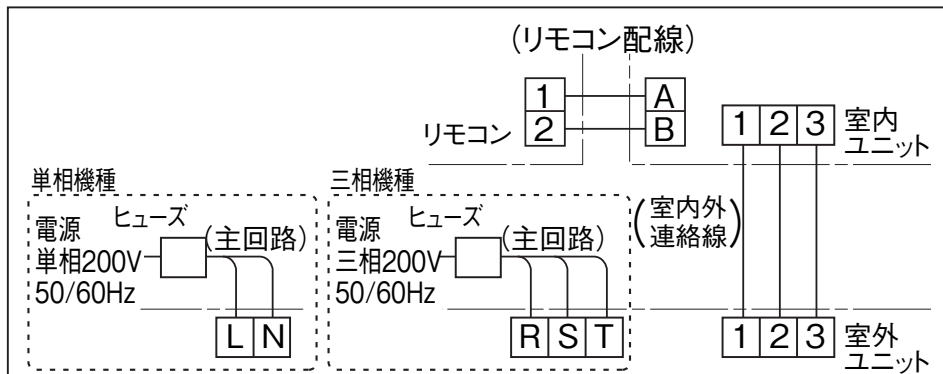 (リモコン配線)
1 A
2 B
リモコン
1 2 3
室内
ユニット
単相機種
電源
単相200V
50/60Hz
ヒューズ
(主回路)
L N
三相機種
電源
三相200V
50/60Hz
ヒューズ
(主回路)
R S T
(室内外
連絡線)
1 2 3
室外
ユニット